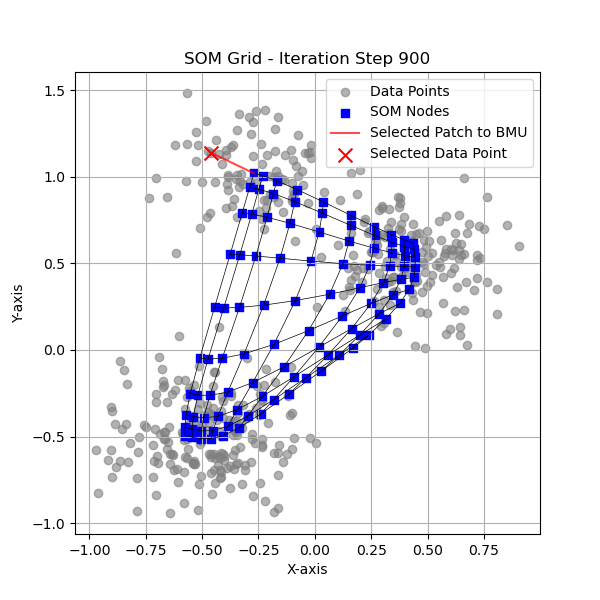 SOM Grid - Iteration Step 900
Data Points
SOM Nodes
Selected Patch to BMU
Selected Data Point
Y-axis
1.5
1.0
0.5
0.0
−0.5
−1.0
−1.00 −0.75 −0.50 −0.25 0.00 0.25 0.50 0.75
X-axis